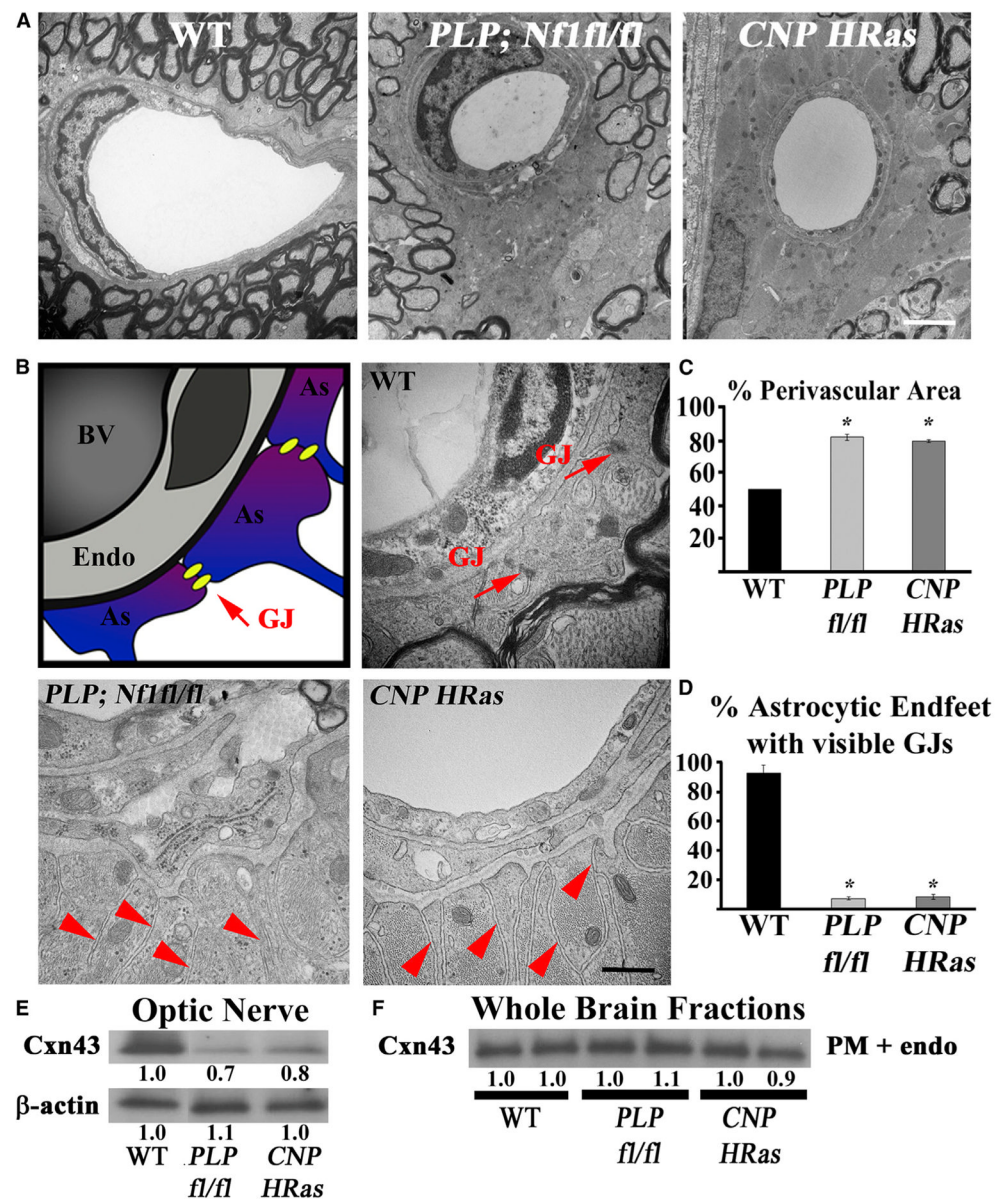 A
WT
PLP; Nf1fl/fl
CNP HRas
B
BV
Endo
As
As
As
GJ
WT
GJ
GJ
C
% Perivascular Area
100
80
60
40
20
WT
PLP
fl/fl
CNP
HRas
*
*
PLP; Nf1fl/fl
CNP HRas
D
% Astrocytic Endfeet
with visible GJs
100
80
60
40
20
WT
PLP
fl/fl
CNP
HRas
*
*
E
Optic Nerve
Cxn43
1.0 0.7 0.8
β-actin
1.0 1.1 1.0
WT PLP CNP
fl/fl HRas
F
Whole Brain Fractions
Cxn43
PM + endo
1.0 1.0 1.0 1.1 1.0 0.9
WT PLP CNP
fl/fl HRas